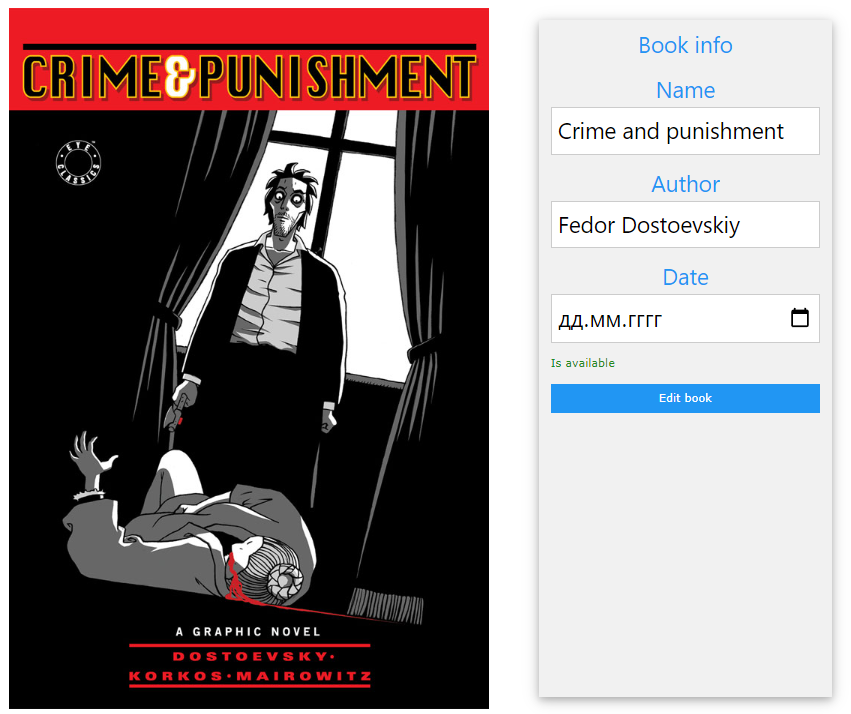 CRIME & PUNISHMENT
EYE
CLASSICS
A GRAPHIC NOVEL
DOSTOEVSKY·
KORKOS·MAIROWITZ
Book info
Name
Crime and punishment
Author
Fedor Dostoevskiy
Date
дд.мм.гггг
Is available
Edit book